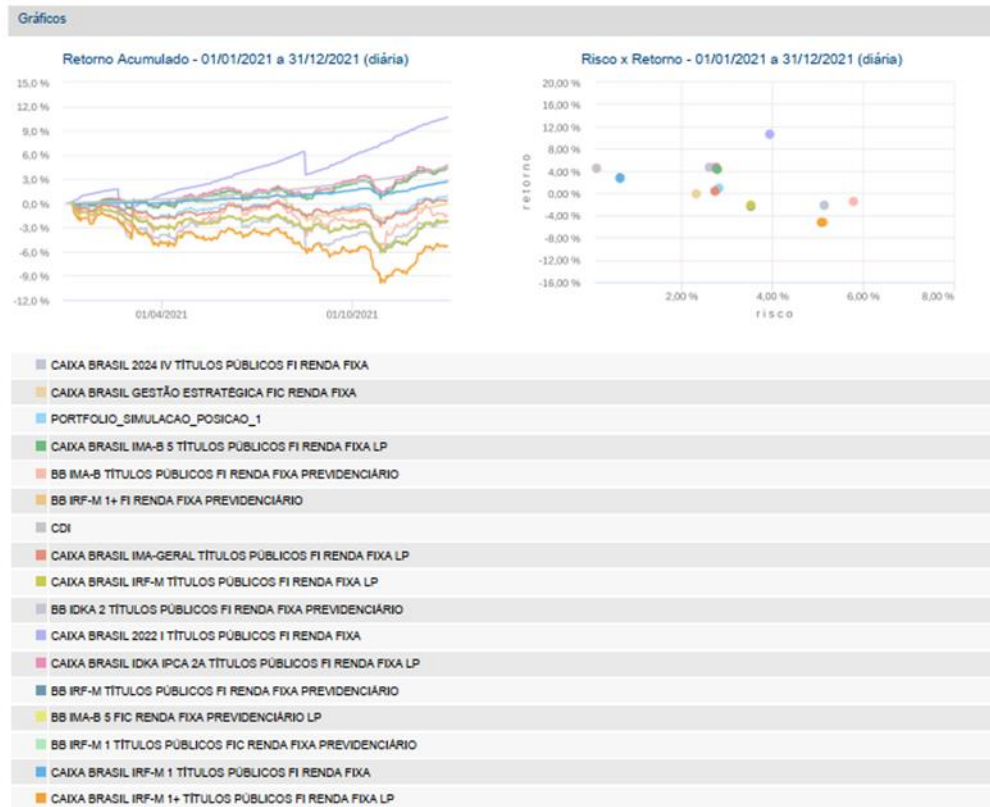 Gráficos
Retorno Acumulado - 01/01/2021 a 31/12/2021 (diária)
15,0 %
12,0 %
9,0 %
6,0 %
3,0 %
0,0 %
-3,0 %
-6,0 %
-9,0 %
-12,0 %
01/04/2021
01/10/2021
Risco x Retorno - 01/01/2021 a 31/12/2021 (diária)
retorno
20,00 %
16,00 %
12,00 %
8,00 %
4,00 %
0,00 %
-4,00 %
-8,00 %
-12,00 %
-16,00 %
2,00 %
4,00 %
6,00 %
8,00 %
risco
CAIXA BRASIL 2024 IV TÍTULOS PÚBLICOS FI RENDA FIXA
CAIXA BRASIL GESTÃO ESTRATÉGICA FIC RENDA FIXA
PORTFOLIO_SIMULACAO_POSICAO_1
CAIXA BRASIL IMA-B 5 TÍTULOS PÚBLICOS FI RENDA FIXA LP
BB IMA-B TÍTULOS PÚBLICOS FI RENDA FIXA PREVIDENCIÁRIO
BB IRF-M 1+ FI RENDA FIXA PREVIDENCIÁRIO
CDI
CAIXA BRASIL IMA-GERAL TÍTULOS PÚBLICOS FI RENDA FIXA LP
CAIXA BRASIL IRF-M TÍTULOS PÚBLICOS FI RENDA FIXA LP
BB IDKA 2 TÍTULOS PÚBLICOS FI RENDA FIXA PREVIDENCIÁRIO
CAIXA BRASIL 2022 I TÍTULOS PÚBLICOS FI RENDA FIXA
CAIXA BRASIL IDKA IPCA 2A TÍTULOS PÚBLICOS FI RENDA FIXA LP
BB IRF-M TÍTULOS PÚBLICOS FI RENDA FIXA PREVIDENCIÁRIO
BB IMA-B 5 FIC RENDA FIXA PREVIDENCIÁRIO LP
BB IRF-M 1 TÍTULOS PÚBLICOS FIC RENDA FIXA PREVIDENCIÁRIO
CAIXA BRASIL IRF-M 1 TÍTULOS PÚBLICOS FI RENDA FIXA
CAIXA BRASIL IRF-M 1+ TÍTULOS PÚBLICOS FI RENDA FIXA LP